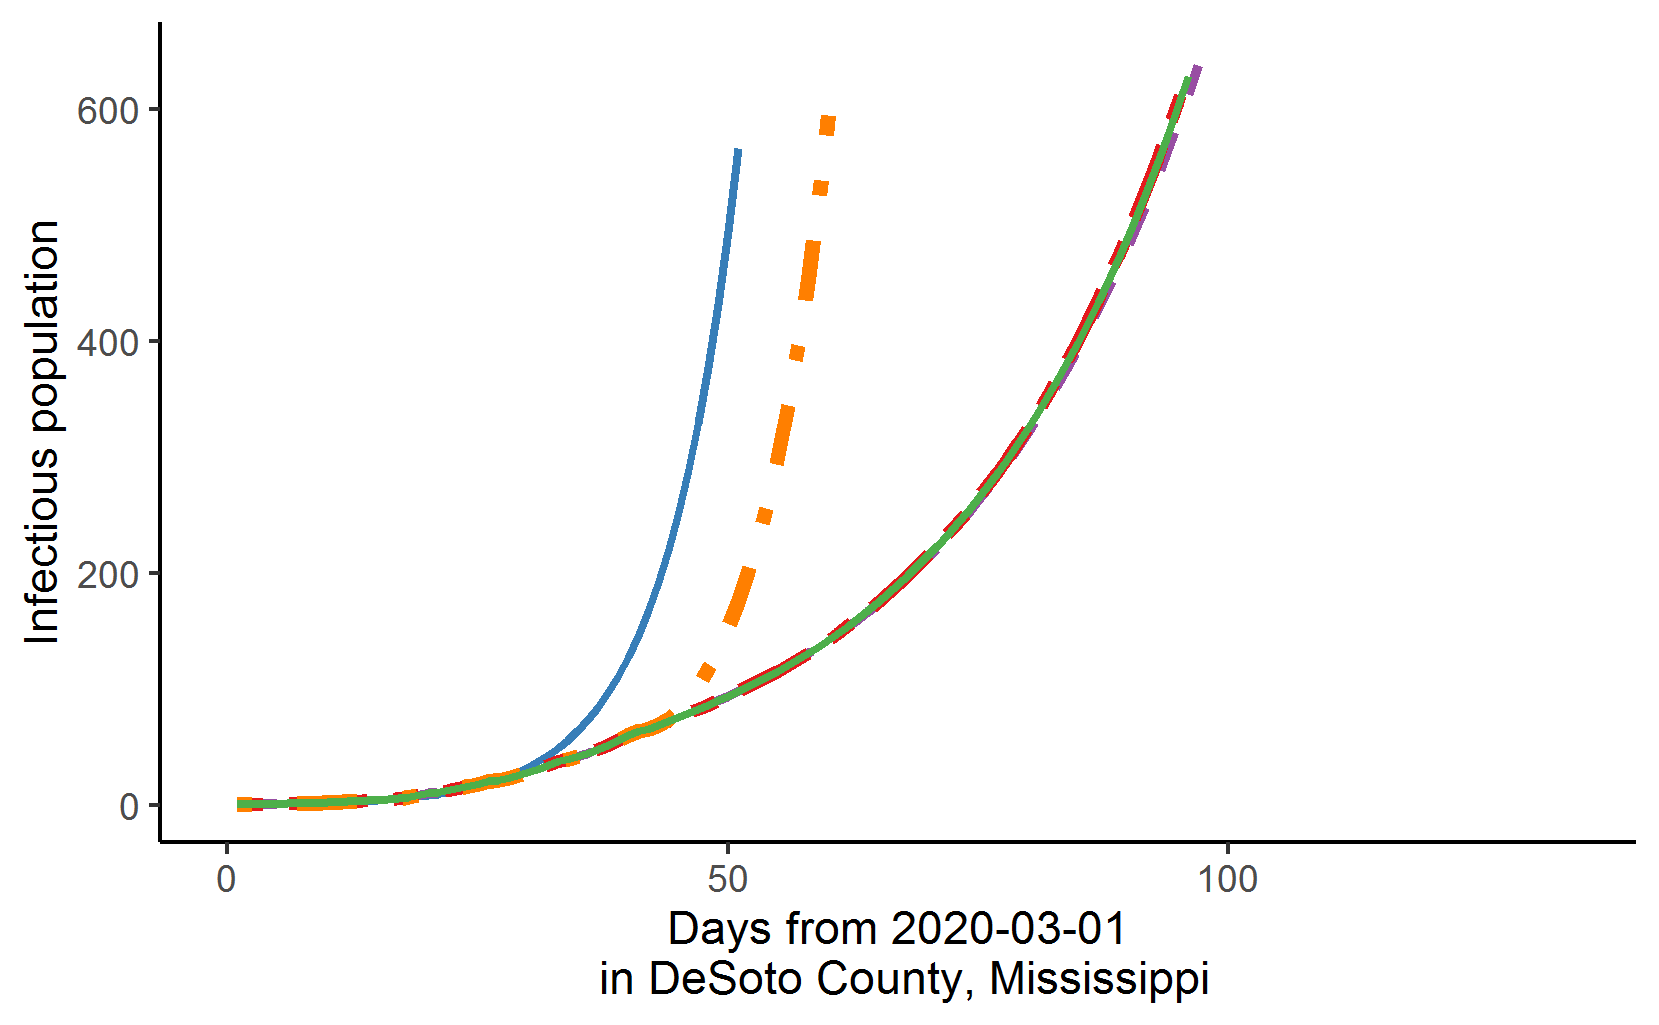 600
400
200
0
Infectious population
0 50 100
Days from 2020-03-01
in DeSoto County, Mississippi